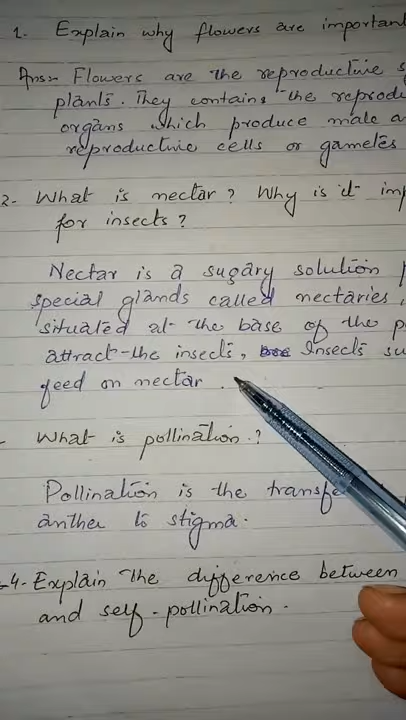 1. Explain why flowers are important
Ans:- Flowers are the reproductive
plants. They contains the
organs which produce male
reproductive cells or gametes
2- What is nectar? Why is it
for insects?
Nectar is a sugary solution
special glands called nectaries,
situated at the base of the
attract the insects, Insects
feed on nectar.
What is pollination?
Pollination is the
anther to stigma.
4- Explain the difference between
and self-pollination.